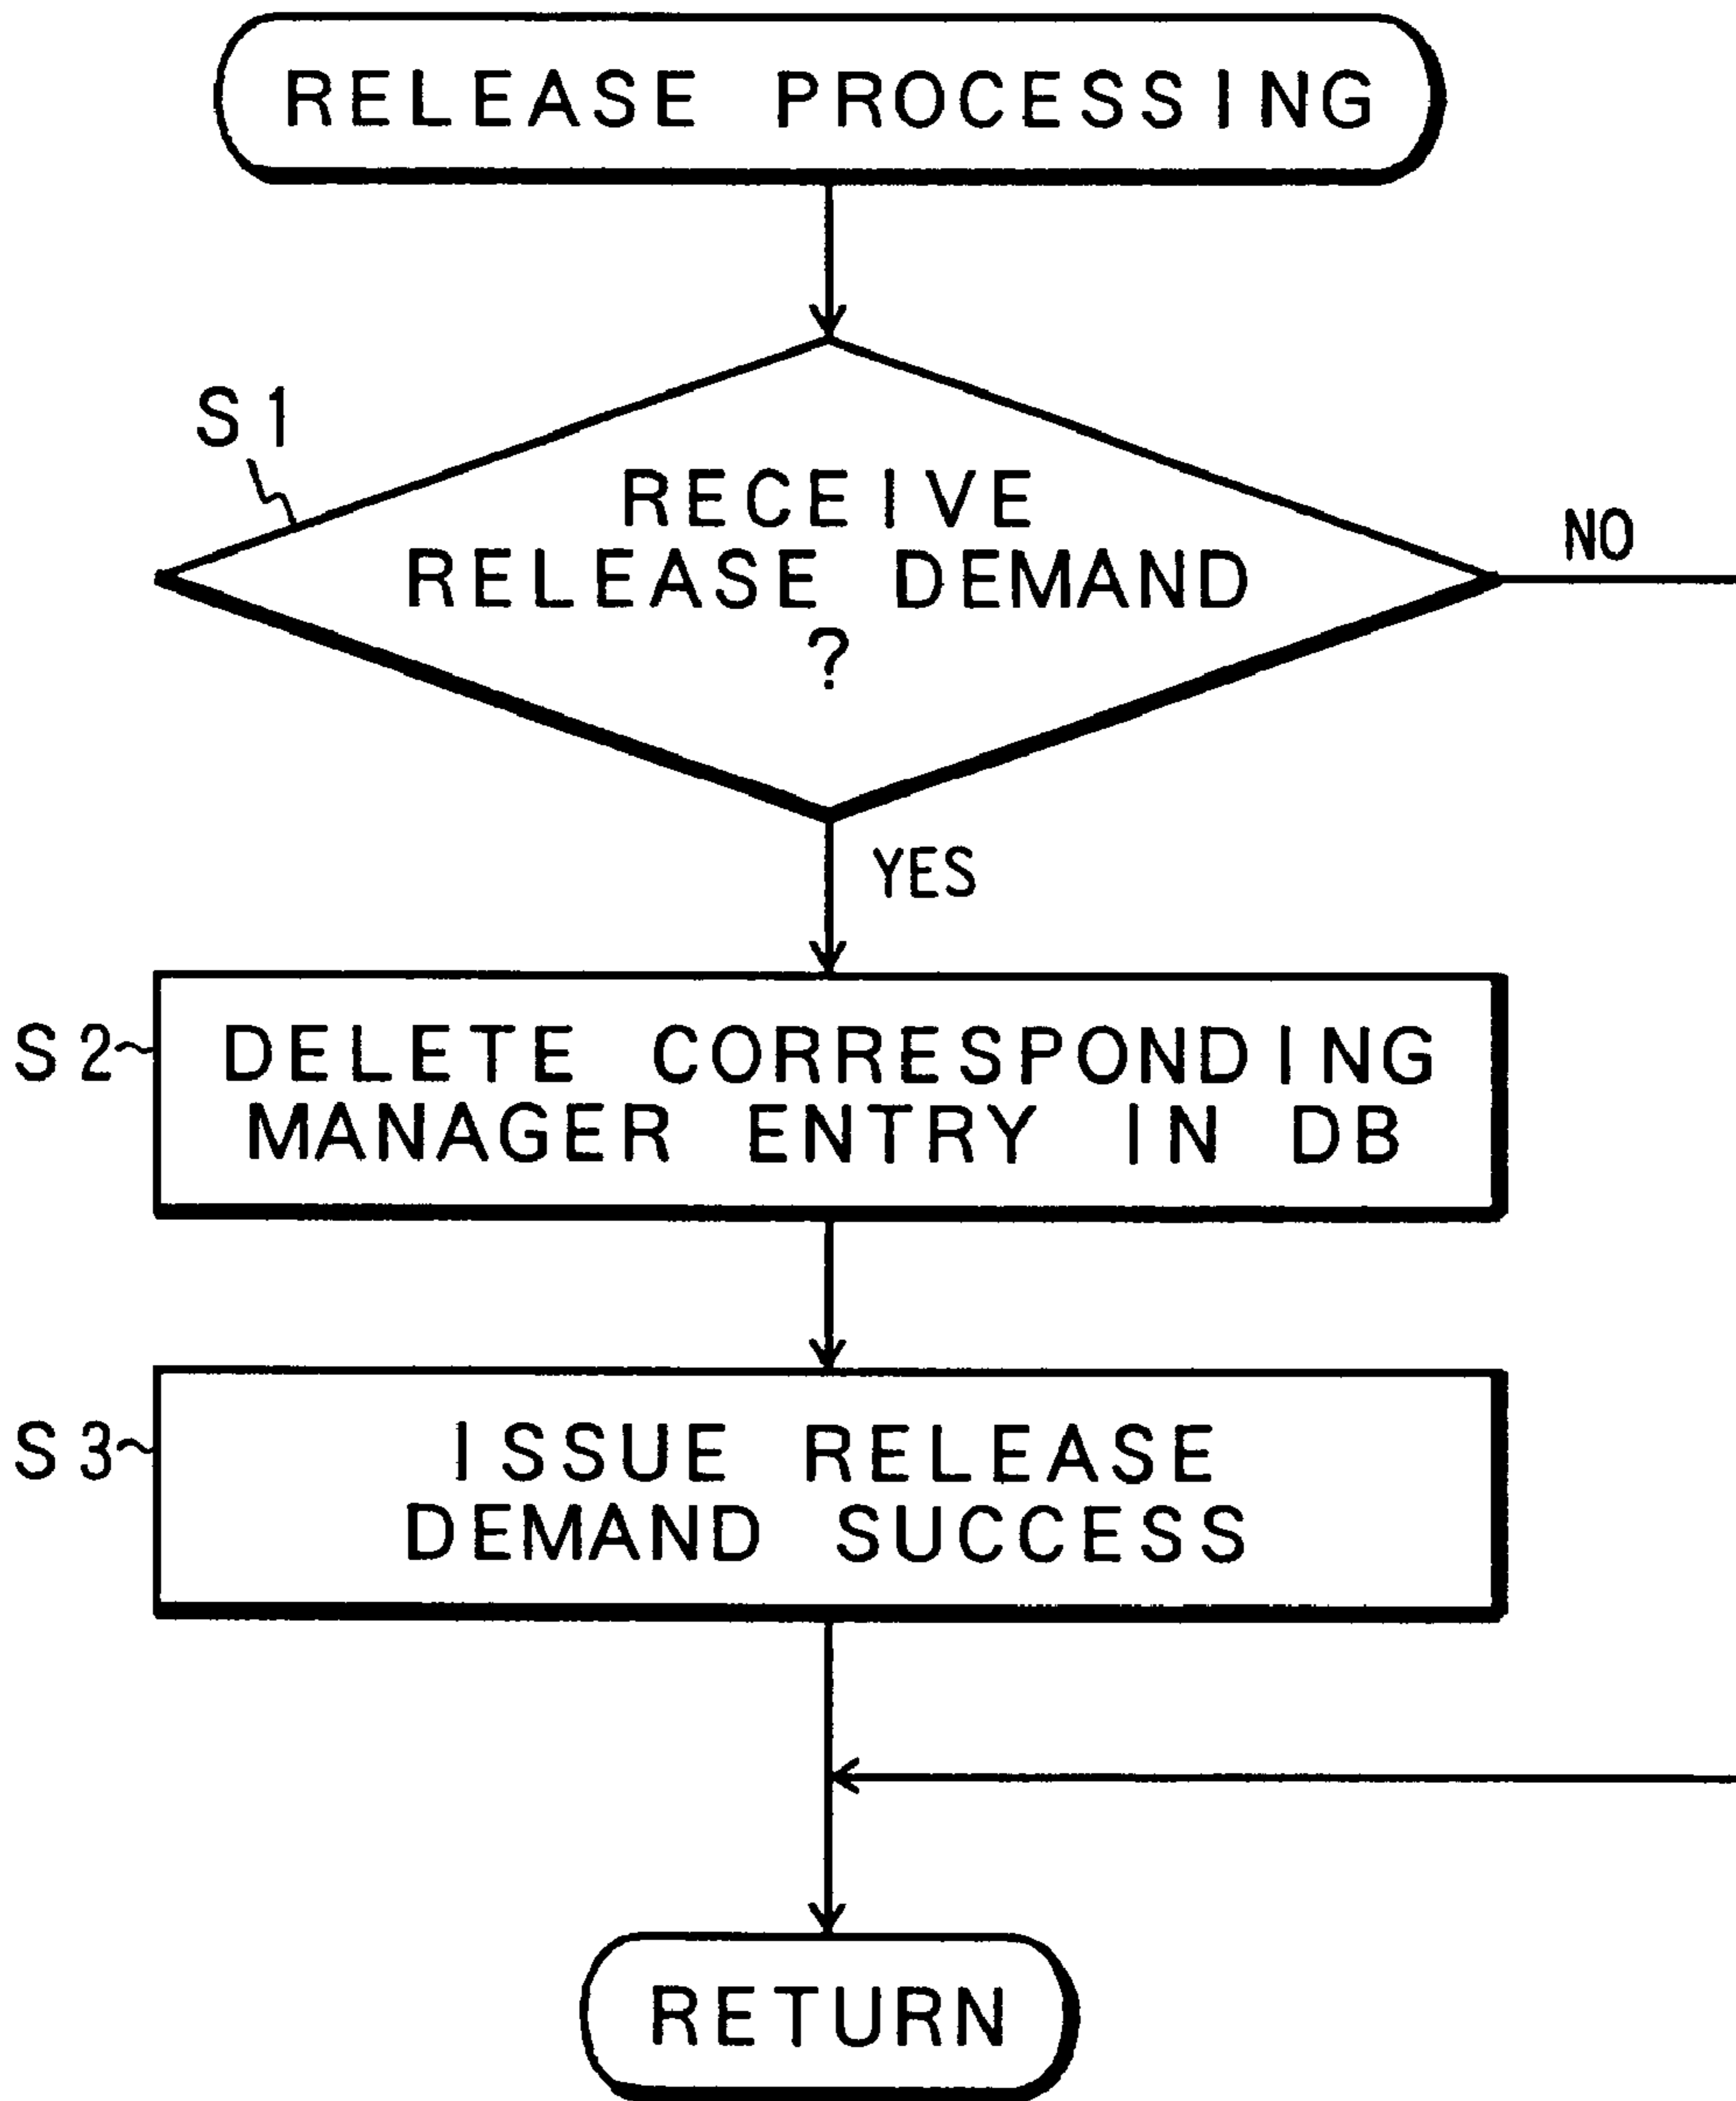 RELEASE PROCESSING
S1
RECEIVE
RELEASE DEMAND
?
NO
YES
S2
DELETE CORRESPONDING
MANAGER ENTRY IN DB
S3
ISSUE RELEASE
DEMAND SUCCESS
RETURN